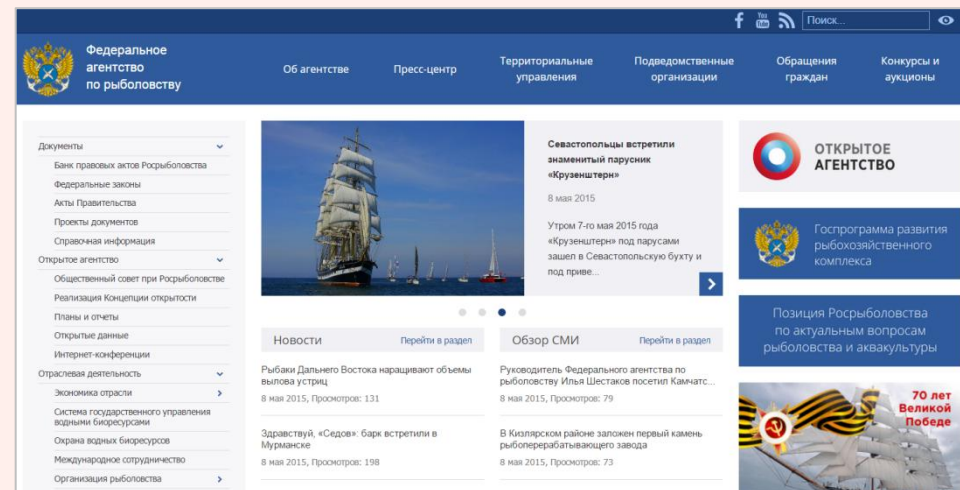 f
You
Tube
Поиск...
Федеральное
агентство
по рыболовству
Об агентстве
Пресс-центр
Территориальные
управления
Подведомственные
организации
Обращения
граждан
Конкурсы и
аукционы
Документы
Банк правовых актов Росрыболовства
Федеральные законы
Акты Правительства
Проекты документов
Справочная информация
Открытое агентство
Общественный совет при Росрыболовстве
Реализация Концепции открытости
Планы и отчеты
Открытые данные
Интернет-конференции
Отраслевая деятельность
Экономика отрасли
Система государственного управления
водными биоресурсами
Охрана водных биоресурсов
Международное сотрудничество
Организация рыболовства
Севастопольцы встретили
знаменитый парусник
«Крузенштерн»
8 мая 2015
Утром 7-го мая 2015 года
«Крузенштерн» под парусами
зашел в Севастопольскую бухту и
под приве...
Новости
Перейти в раздел
Рыбаки Дальнего Востока наращивают объемы
вылова устриц
8 мая 2015, Просмотров: 131
Здравствуй, «Седов»: барк встретили в
Мурманске
8 мая 2015, Просмотров: 198
Обзор СМИ
Перейти в раздел
Руководитель Федерального агентства по
рыболовству Илья Шестаков посетил Камчатс...
8 мая 2015, Просмотров: 79
В Кизлярском районе заложен первый камень
рыбоперерабатывающего завода
8 мая 2015, Просмотров: 73
ОТКРЫТОЕ
АГЕНТСТВО
Госпрограмма развития
рыбохозяйственного
комплекса
Позиция Росрыболовства
по актуальным вопросам
рыболовства и аквакультуры
70 лет
Великой
Победе